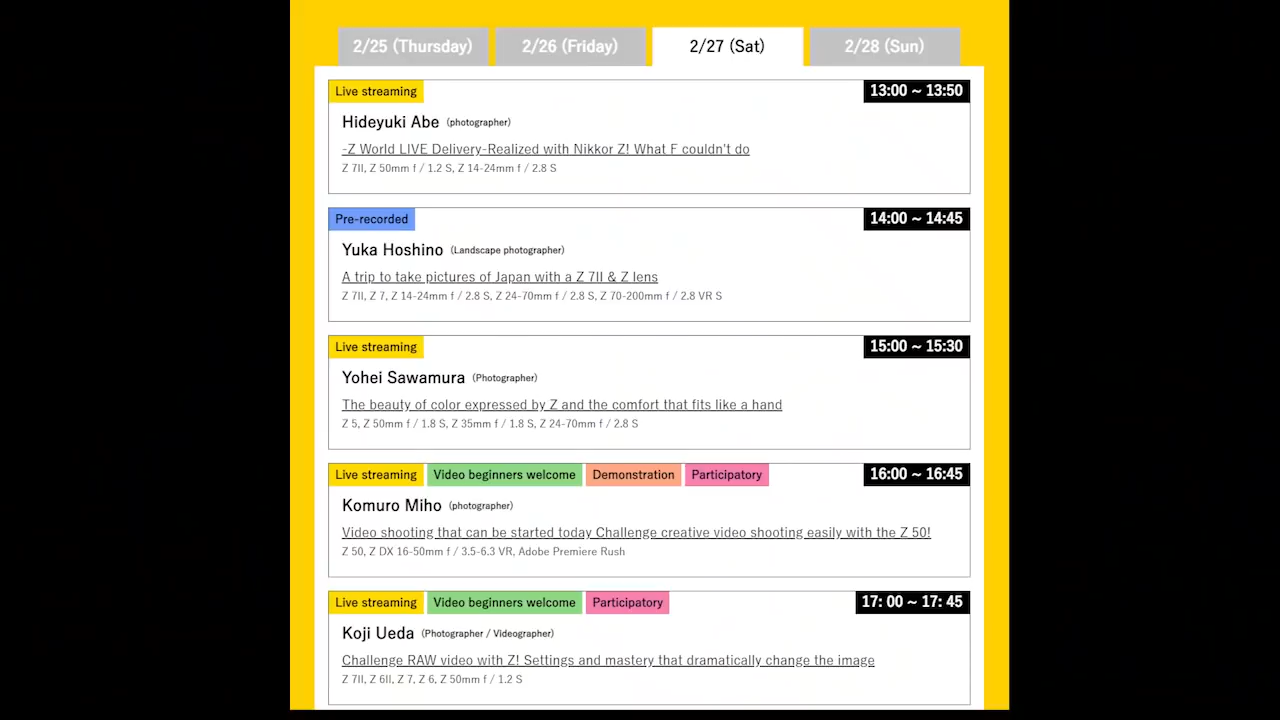 2/25 (Thursday) 2/26 (Friday) 2/27 (Sat) 2/28 (Sun)
Live streaming 13:00 ~ 13:50
Hideyuki Abe (photographer)
-Z World LIVE Delivery-Realized with Nikkor Z! What F couldn't do
Z 7II, Z 50mm f / 1.2 S, Z 14-24mm f / 2.8 S
Pre-recorded 14:00 ~ 14:45
Yuka Hoshino (Landscape photographer)
A trip to take pictures of Japan with a Z 7II & Z lens
Z 7II, Z 7, Z 14-24mm f / 2.8 S, Z 24-70mm f / 2.8 S, Z 70-200mm f / 2.8 VR S
Live streaming 15:00 ~ 15:30
Yohei Sawamura (Photographer)
The beauty of color expressed by Z and the comfort that fits like a hand
Z 5, Z 50mm f / 1.8 S, Z 35mm f / 1.8 S, Z 24-70mm f / 2.8 S
Live streaming Video beginners welcome Demonstration Participatory 16:00 ~ 16:45
Komuro Miho (photographer)
Video shooting that can be started today Challenge creative video shooting easily with the Z 50!
Z 50, Z DX 16-50mm f / 3.5-6.3 VR, Adobe Premiere Rush
Live streaming Video beginners welcome Participatory 17: 00 ~ 17: 45
Koji Ueda (Photographer / Videographer)
Challenge RAW video with Z! Settings and mastery that dramatically change the image
Z 7II, Z 6II, Z 7, Z 6, Z 50mm f / 1.2 S